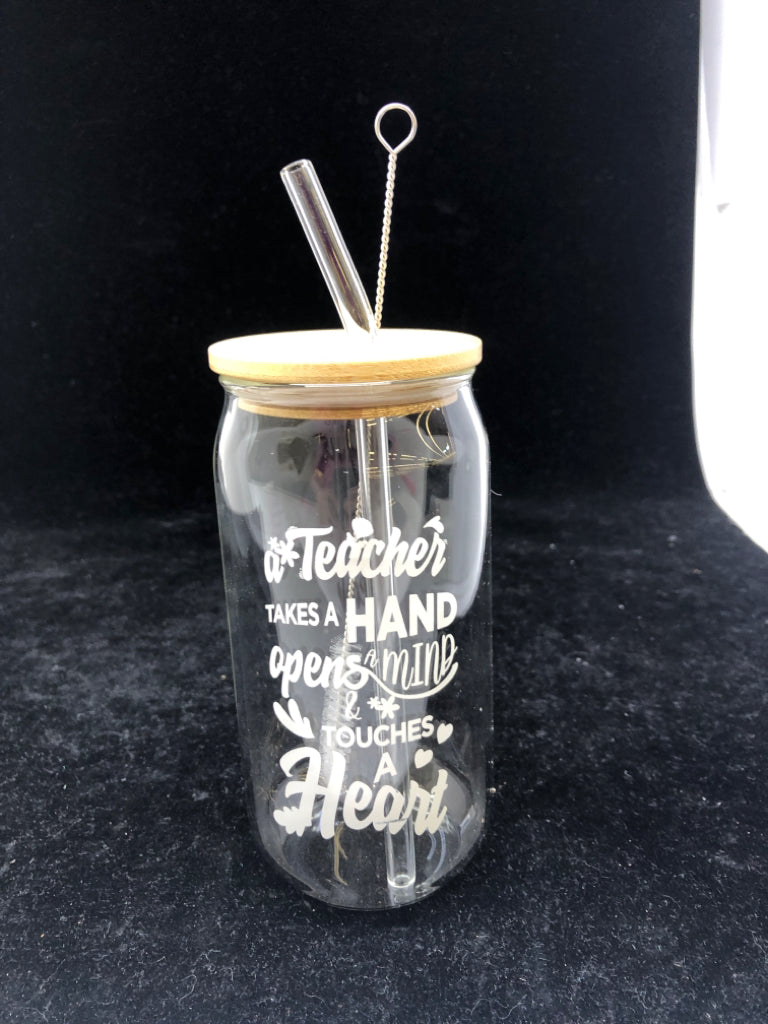 a Teacher
TAKES A HAND
opens a MIND
&
TOUCHES
A
Heart